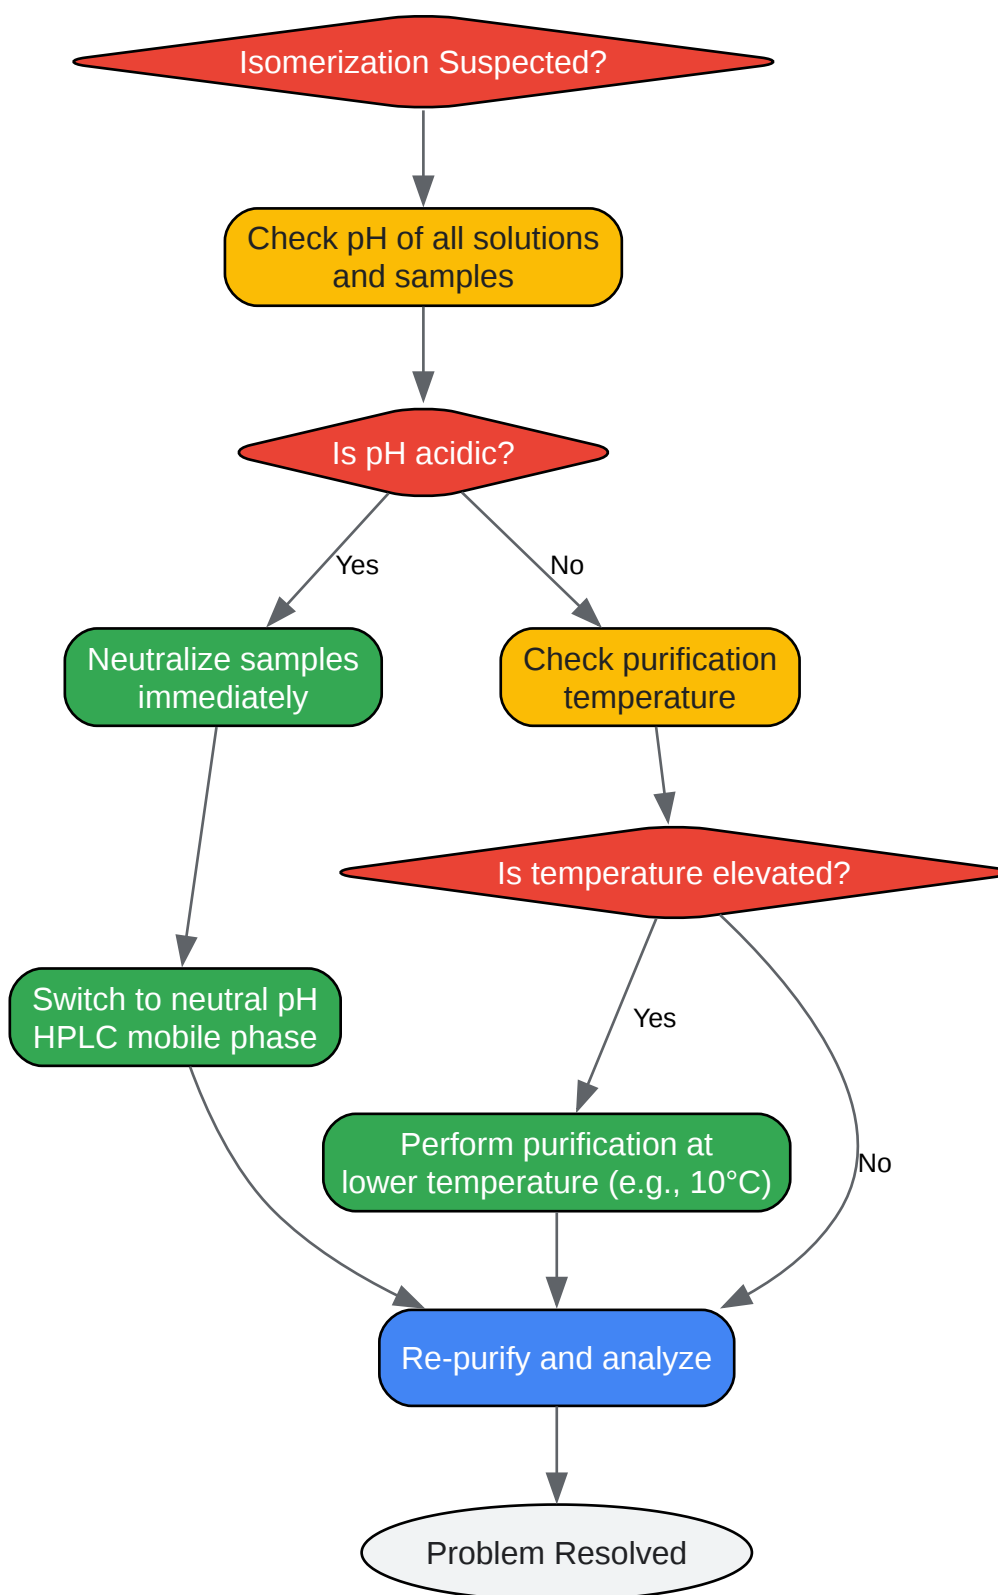 Isomerization Suspected?
Check pH of all solutions
and samples
Is pH acidic?
Yes
No
Neutralize samples
immediately
Check purification
temperature
Is temperature elevated?
Switch to neutral pH
HPLC mobile phase
Yes
Perform purification at
lower temperature (e.g., 10°C)
No
Re-purify and analyze
Problem Resolved